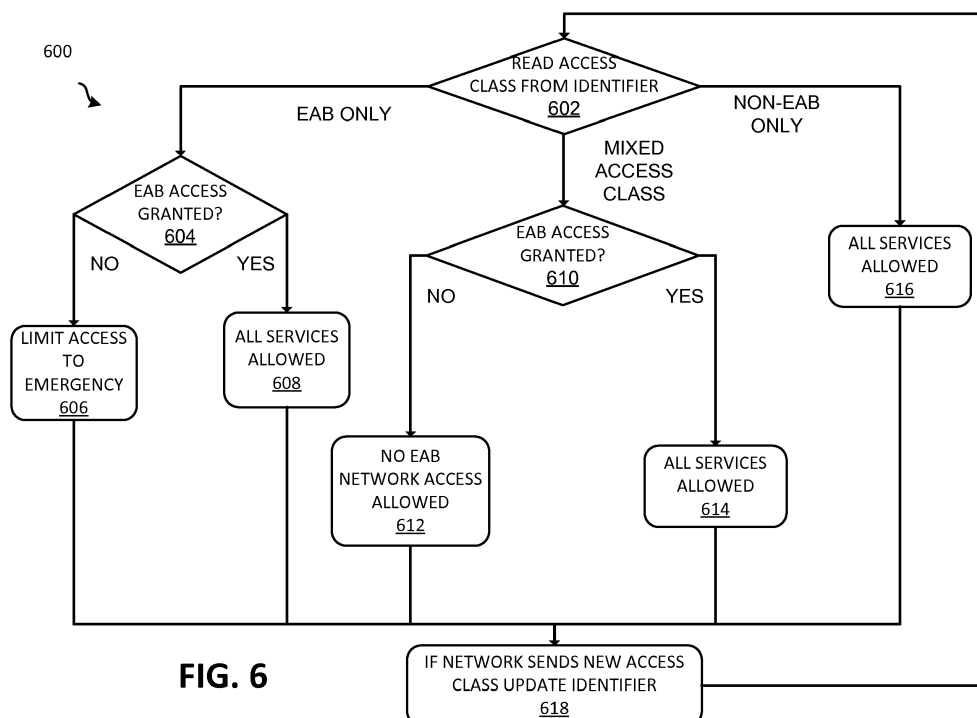 600
READ ACCESS
CLASS FROM IDENTIFIER
602
EAB ONLY
NON-EAB
ONLY
MIXED
ACCESS
CLASS
EAB ACCESS
GRANTED?
604
NO
YES
EAB ACCESS
GRANTED?
610
NO
YES
ALL SERVICES
ALLOWED
616
LIMIT ACCESS
TO
EMERGENCY
606
ALL SERVICES
ALLOWED
608
NO EAB
NETWORK ACCESS
ALLOWED
612
ALL SERVICES
ALLOWED
614
IF NETWORK SENDS NEW ACCESS
CLASS UPDATE IDENTIFIER
618
FIG. 6